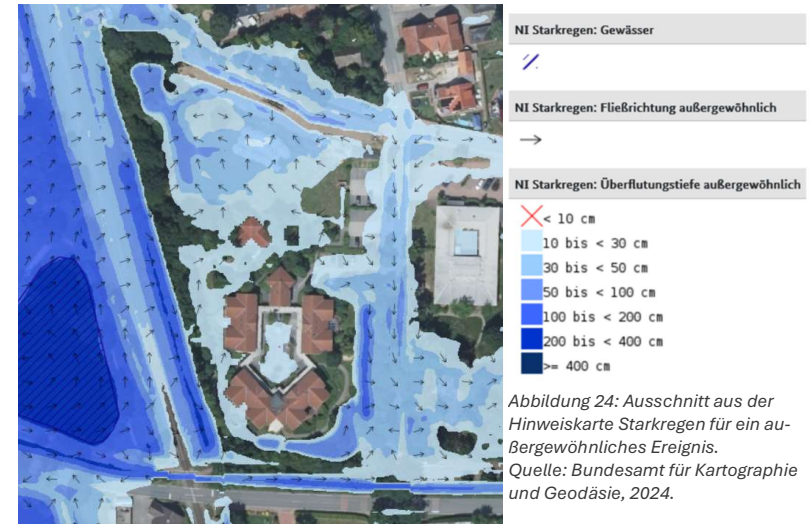 NI Starkregen: Gewässer
NI Starkregen: Fließrichtung außergewöhnlich
NI Starkregen: Überflutungstiefe außergewöhnlich
< 10 cm
10 bis < 30 cm
30 bis < 50 cm
50 bis < 100 cm
100 bis < 200 cm
200 bis < 400 cm
>= 400 cm
Abbildung 24: Ausschnitt aus der
Hinweiskarte Starkregen für ein au-
ßergewöhnliches Ereignis.
Quelle: Bundesamt für Kartographie
und Geodäsie, 2024.